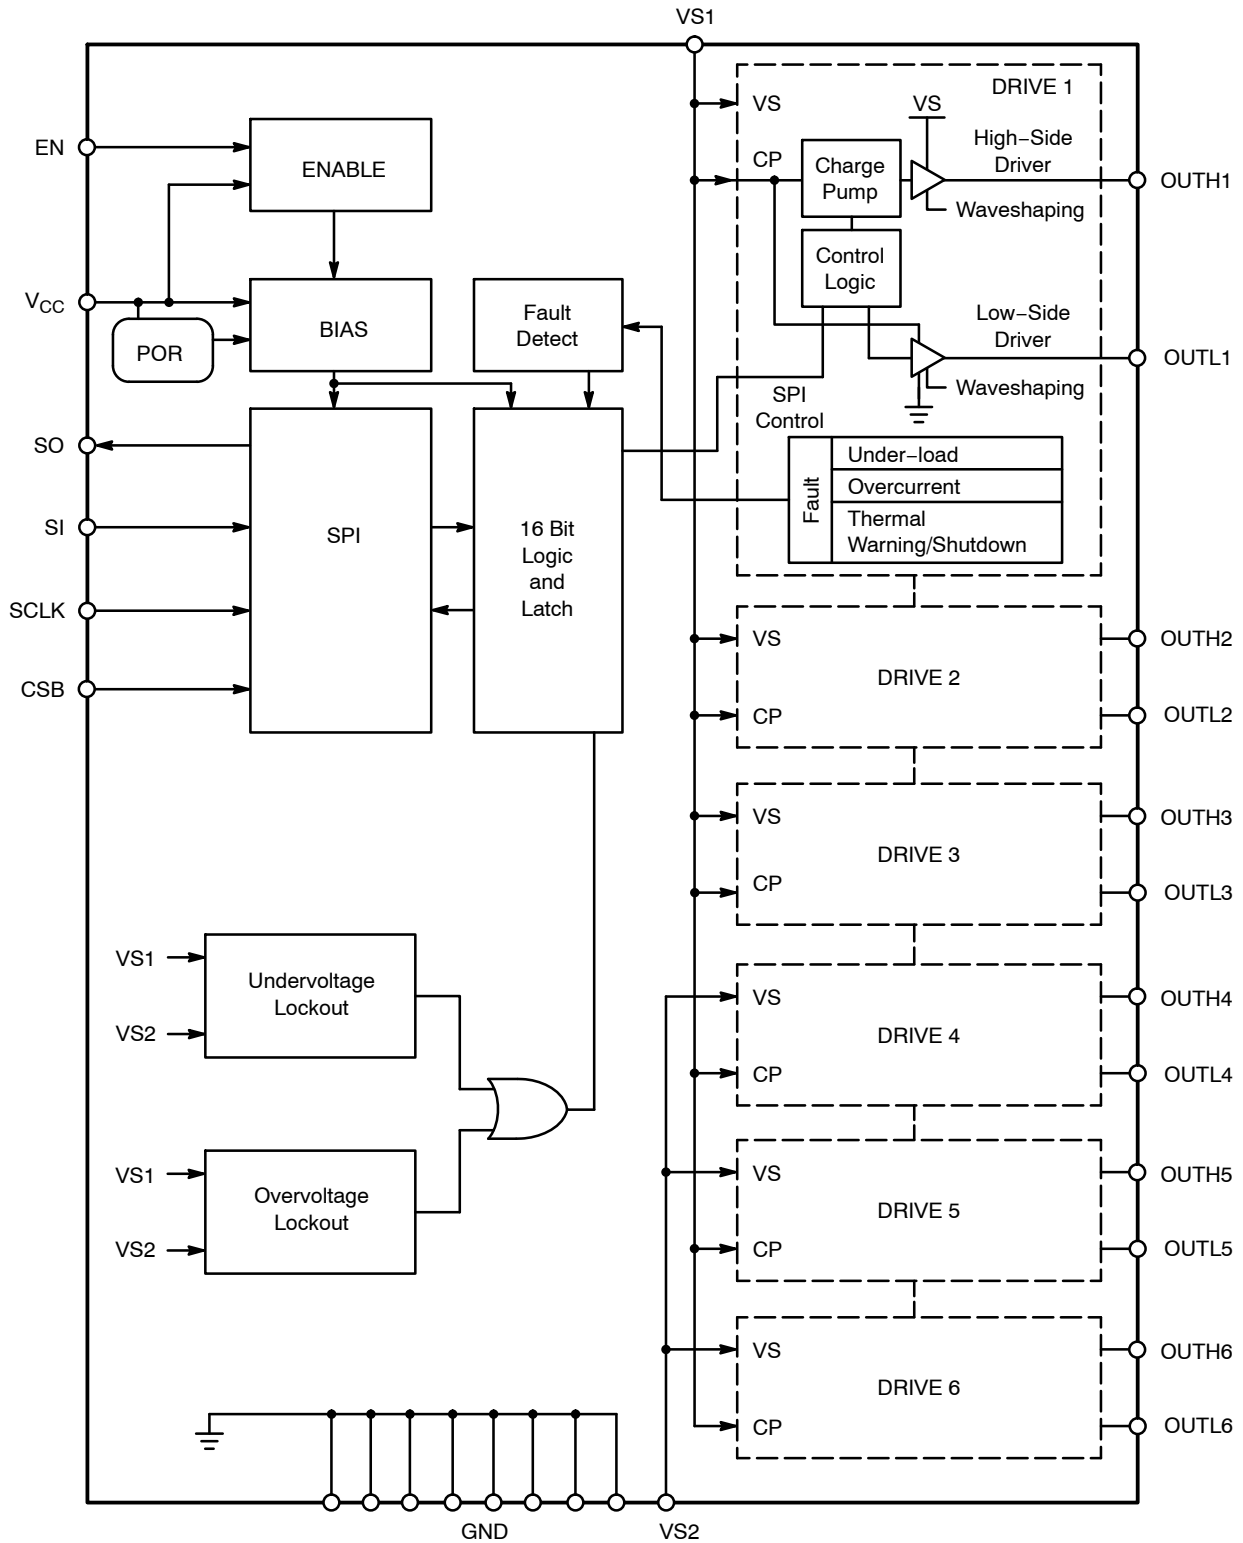 VS1
EN
ENABLE
VCC
POR
BIAS
Fault
Detect
SO
SI
SCLK
CSB
SPI
16 Bit
Logic
and
Latch
VS1
VS2
Undervoltage
Lockout
VS1
VS2
Overvoltage
Lockout
GND
VS2
DRIVE 1
VS
CP
Charge
Pump
VS
High−Side
Driver
Waveshaping
OUTH1
Control
Logic
Low−Side
Driver
Waveshaping
OUTL1
SPI
Control
Fault
Under−load
Overcurrent
Thermal
Warning/Shutdown
VS
DRIVE 2
CP
OUTH2
OUTL2
VS
DRIVE 3
CP
OUTH3
OUTL3
VS
DRIVE 4
CP
OUTH4
OUTL4
VS
DRIVE 5
CP
OUTH5
OUTL5
VS
DRIVE 6
CP
OUTH6
OUTL6